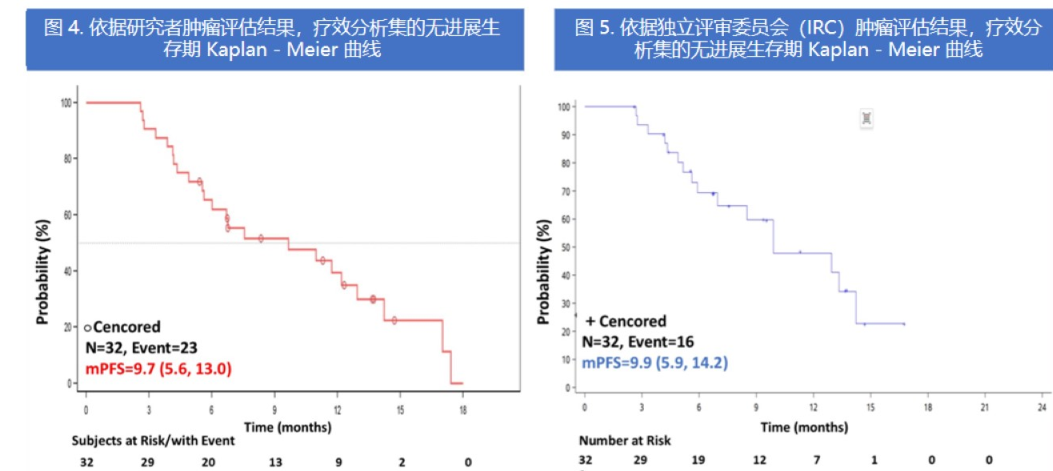 图 4. 依据研究者肿瘤评估结果，疗效分析集的无进展生
存期 Kaplan - Meier 曲线
Probability (%)
100
80
60
40
20
0
○Cencored
N=32, Event=23
mPFS=9.7 (5.6, 13.0)
0 3 6 9 12 15 18
Time (months)
Subjects at Risk/with Event
32 29 20 13 9 2 0
图 5. 依据独立评审委员会（IRC）肿瘤评估结果，疗效分
析集的无进展生存期 Kaplan - Meier 曲线
Probability (%)
100
90
80
70
60
50
40
30
20
10
0
+ Cencored
N=32, Event=16
mPFS=9.9 (5.9, 14.2)
0 3 6 9 12 15 18 21 24
Time (months)
Number at Risk
32 29 19 12 7 1 0 0